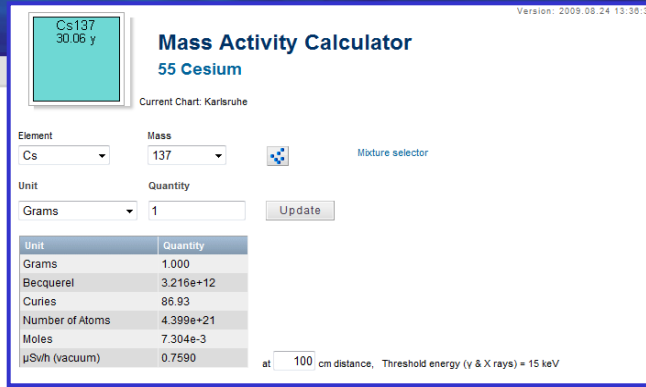 Version: 2009.08.24 13:36:3
Cs137
30.06 y
Mass Activity Calculator
55 Cesium
Current Chart: Karlsruhe
Element Mass
Cs 137 Mixture selector
Unit Quantity
Grams 1 Update
Unit Quantity
Grams 1.000
Becquerel 3.216e+12
Curies 86.93
Number of Atoms 4.399e+21
Moles 7.304e-3
µSv/h (vacuum) 0.7590 at 100 cm distance, Threshold energy (γ & X rays) = 15 keV